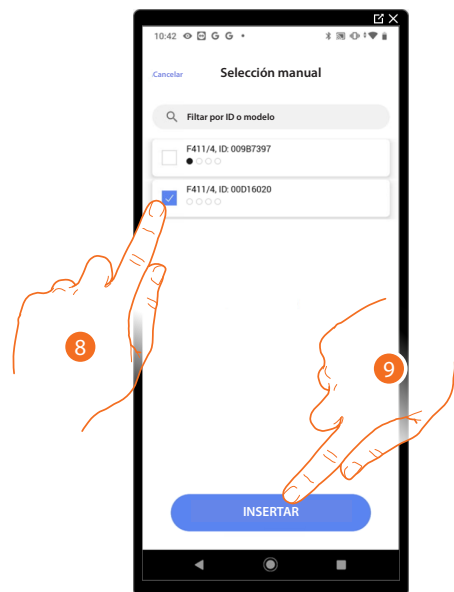 10:42 G G
Cancelar
Selección manual
Filtar por ID o modelo
F411/4, ID: 009B7397
F411/4, ID: 00D16020
8
9
INSERTAR